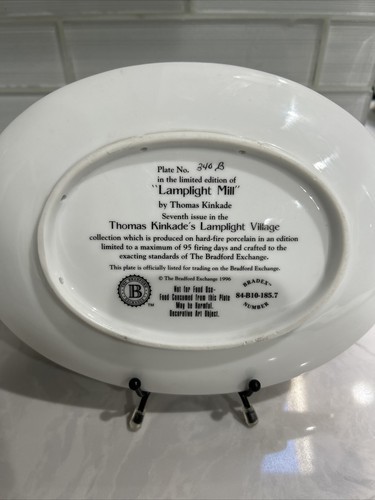 Plate No. 240 B
in the limited edition of
"Lamplight Mill"
by Thomas Kinkade
Seventh issue in the
Thomas Kinkade's Lamplight Village
collection which is produced on hard-fire porcelain in an edition
limited to a maximum of 95 firing days and crafted to the
exacting standards of The Bradford Exchange.
This plate is officially listed for trading on the Bradford Exchange.
© The Bradford Exchange 1996
B
TM
Not for Food Use-
Food Consumed from this Plate
May be Harmful.
Decorative Art Object.
BRADEX-
84-B10-185.7
NUMBER